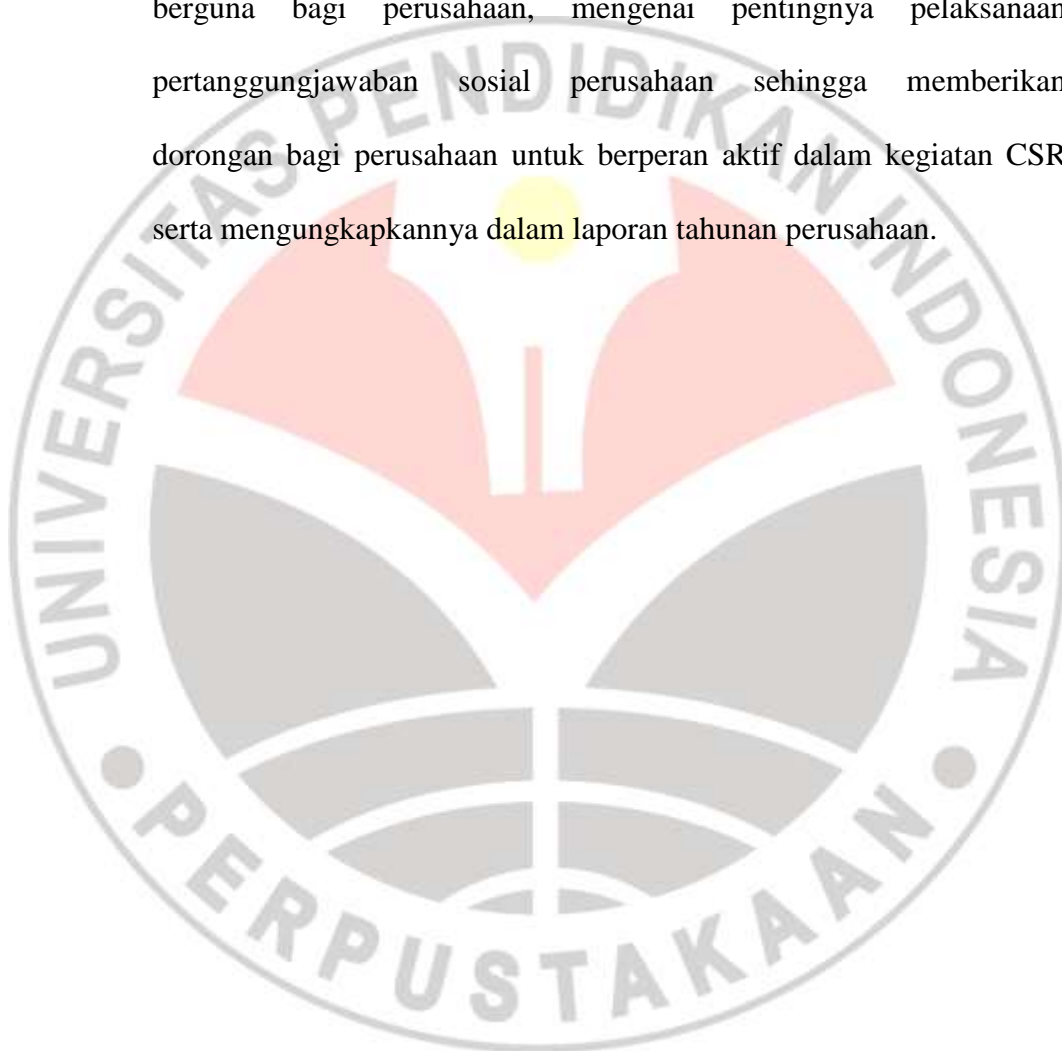 berguna bagi perusahaan, mengenai pentingnya pelaksanaan
pertanggungjawaban sosial perusahaan sehingga memberikan
dorongan bagi perusahaan untuk berperan aktif dalam kegiatan CSR
serta mengungkapkannya dalam laporan tahunan perusahaan.
UNIVERSITAS PENDIDIKAN INDONESIA
PERPUSTAKAAN